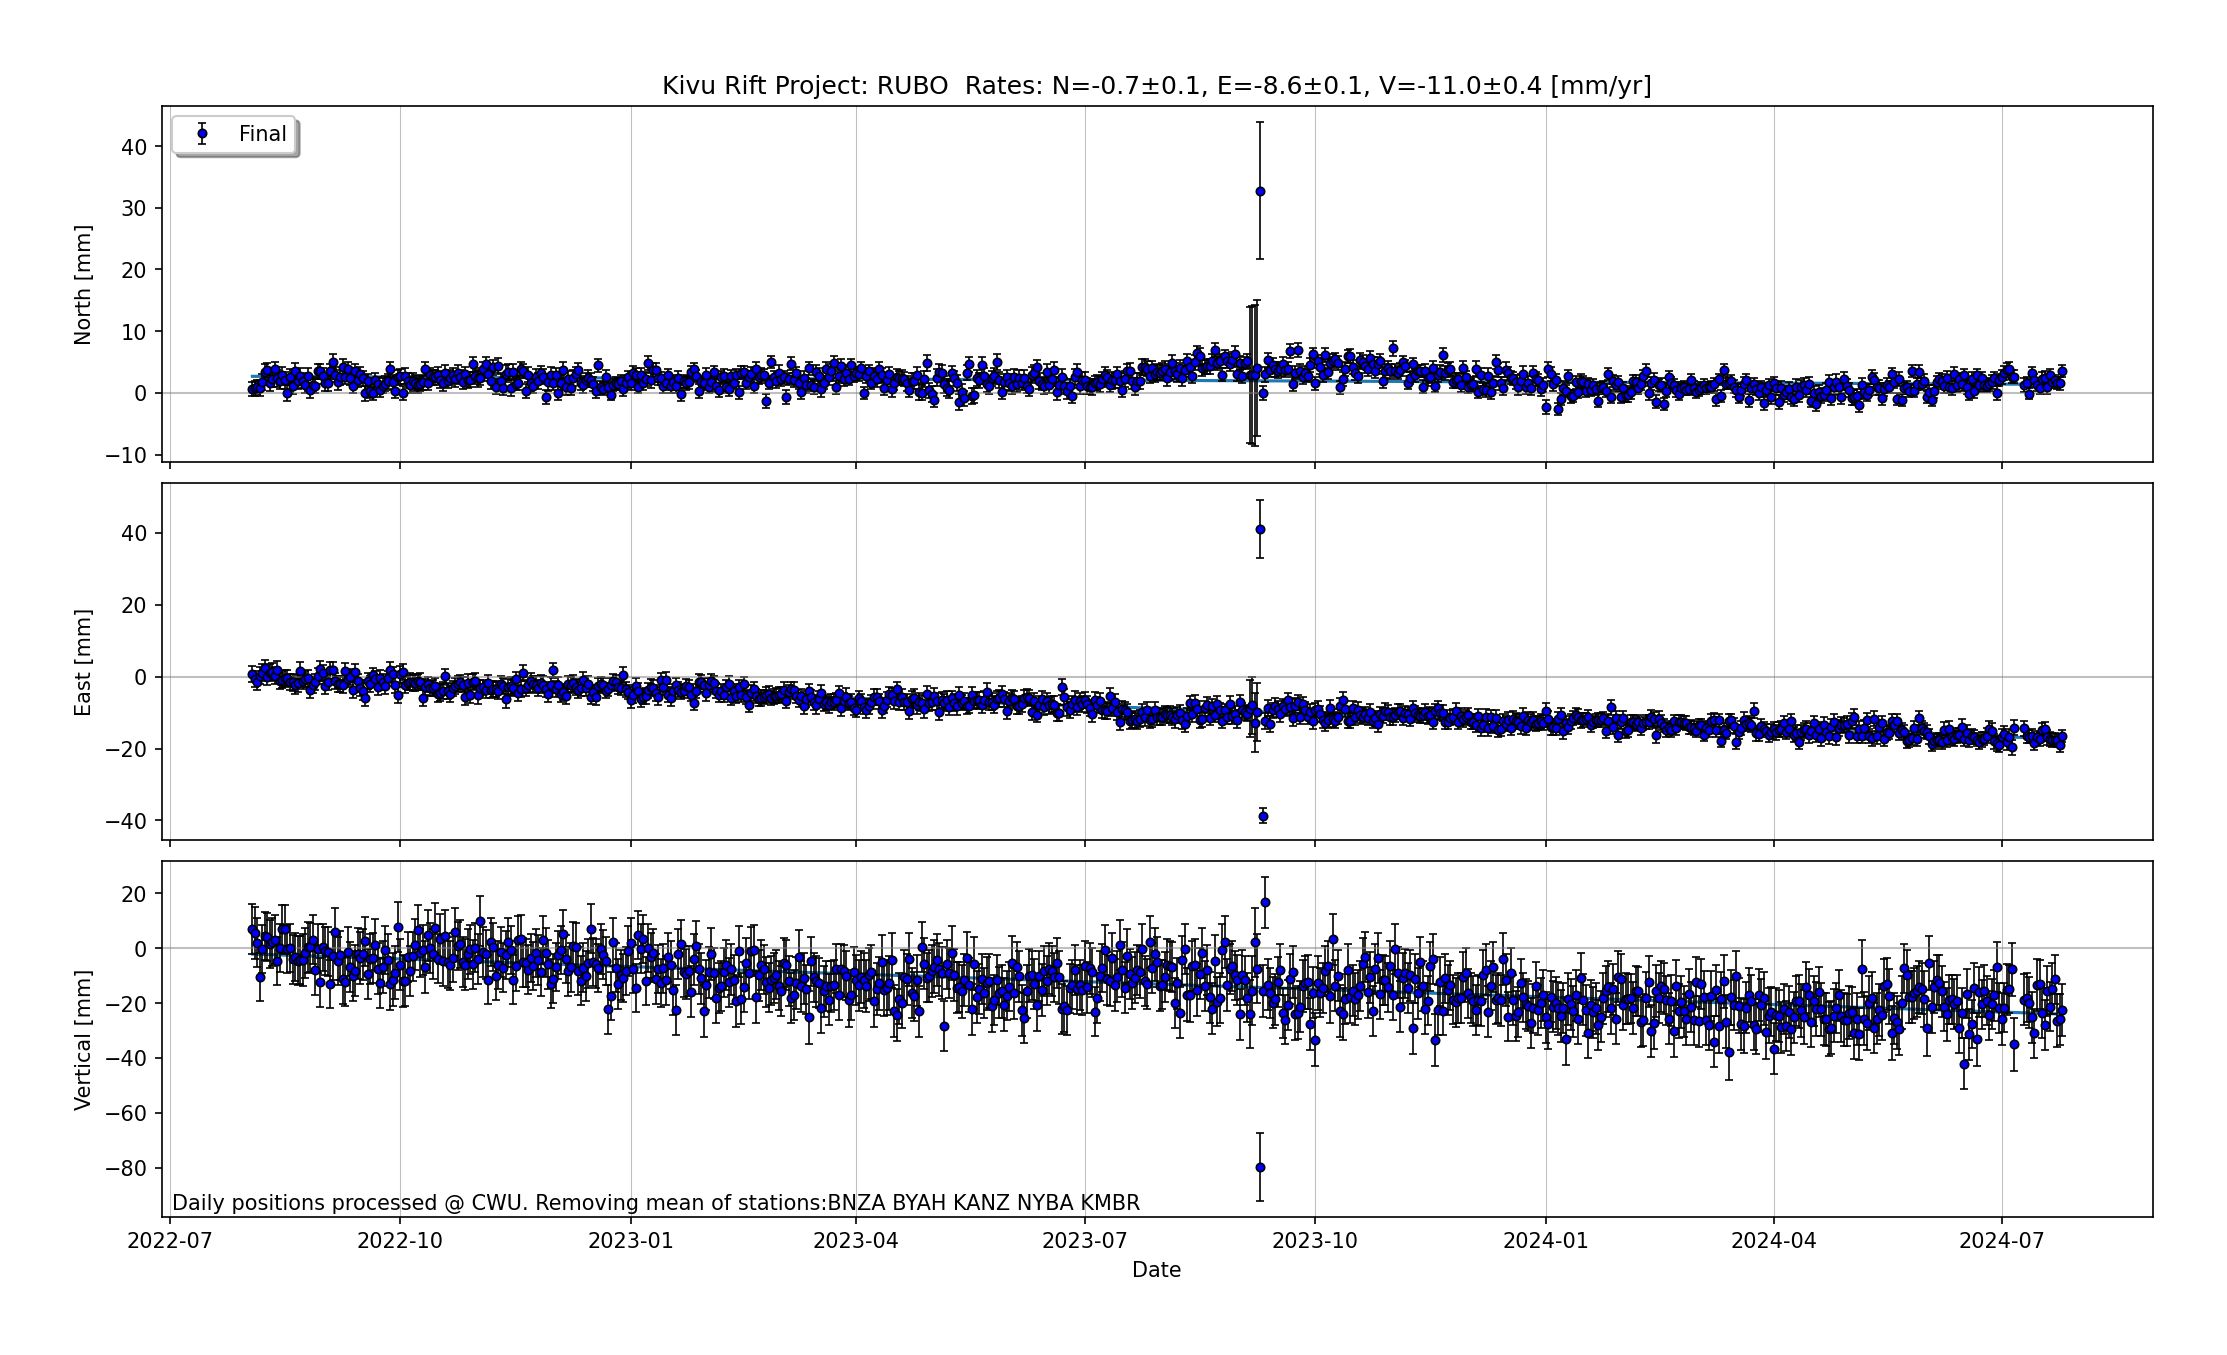 Kivu Rift Project: RUBO  Rates: N=-0.7±0.1, E=-8.6±0.1, V=-11.0±0.4 [mm/yr]
Final
North [mm]
40
30
20
10
0
−10
East [mm]
40
20
0
−20
−40
Vertical [mm]
20
0
−20
−40
−60
−80
Daily positions processed @ CWU. Removing mean of stations:BNZA BYAH KANZ NYBA KMBR
2022-07 2022-10 2023-01 2023-04 2023-07 2023-10 2024-01 2024-04 2024-07
Date